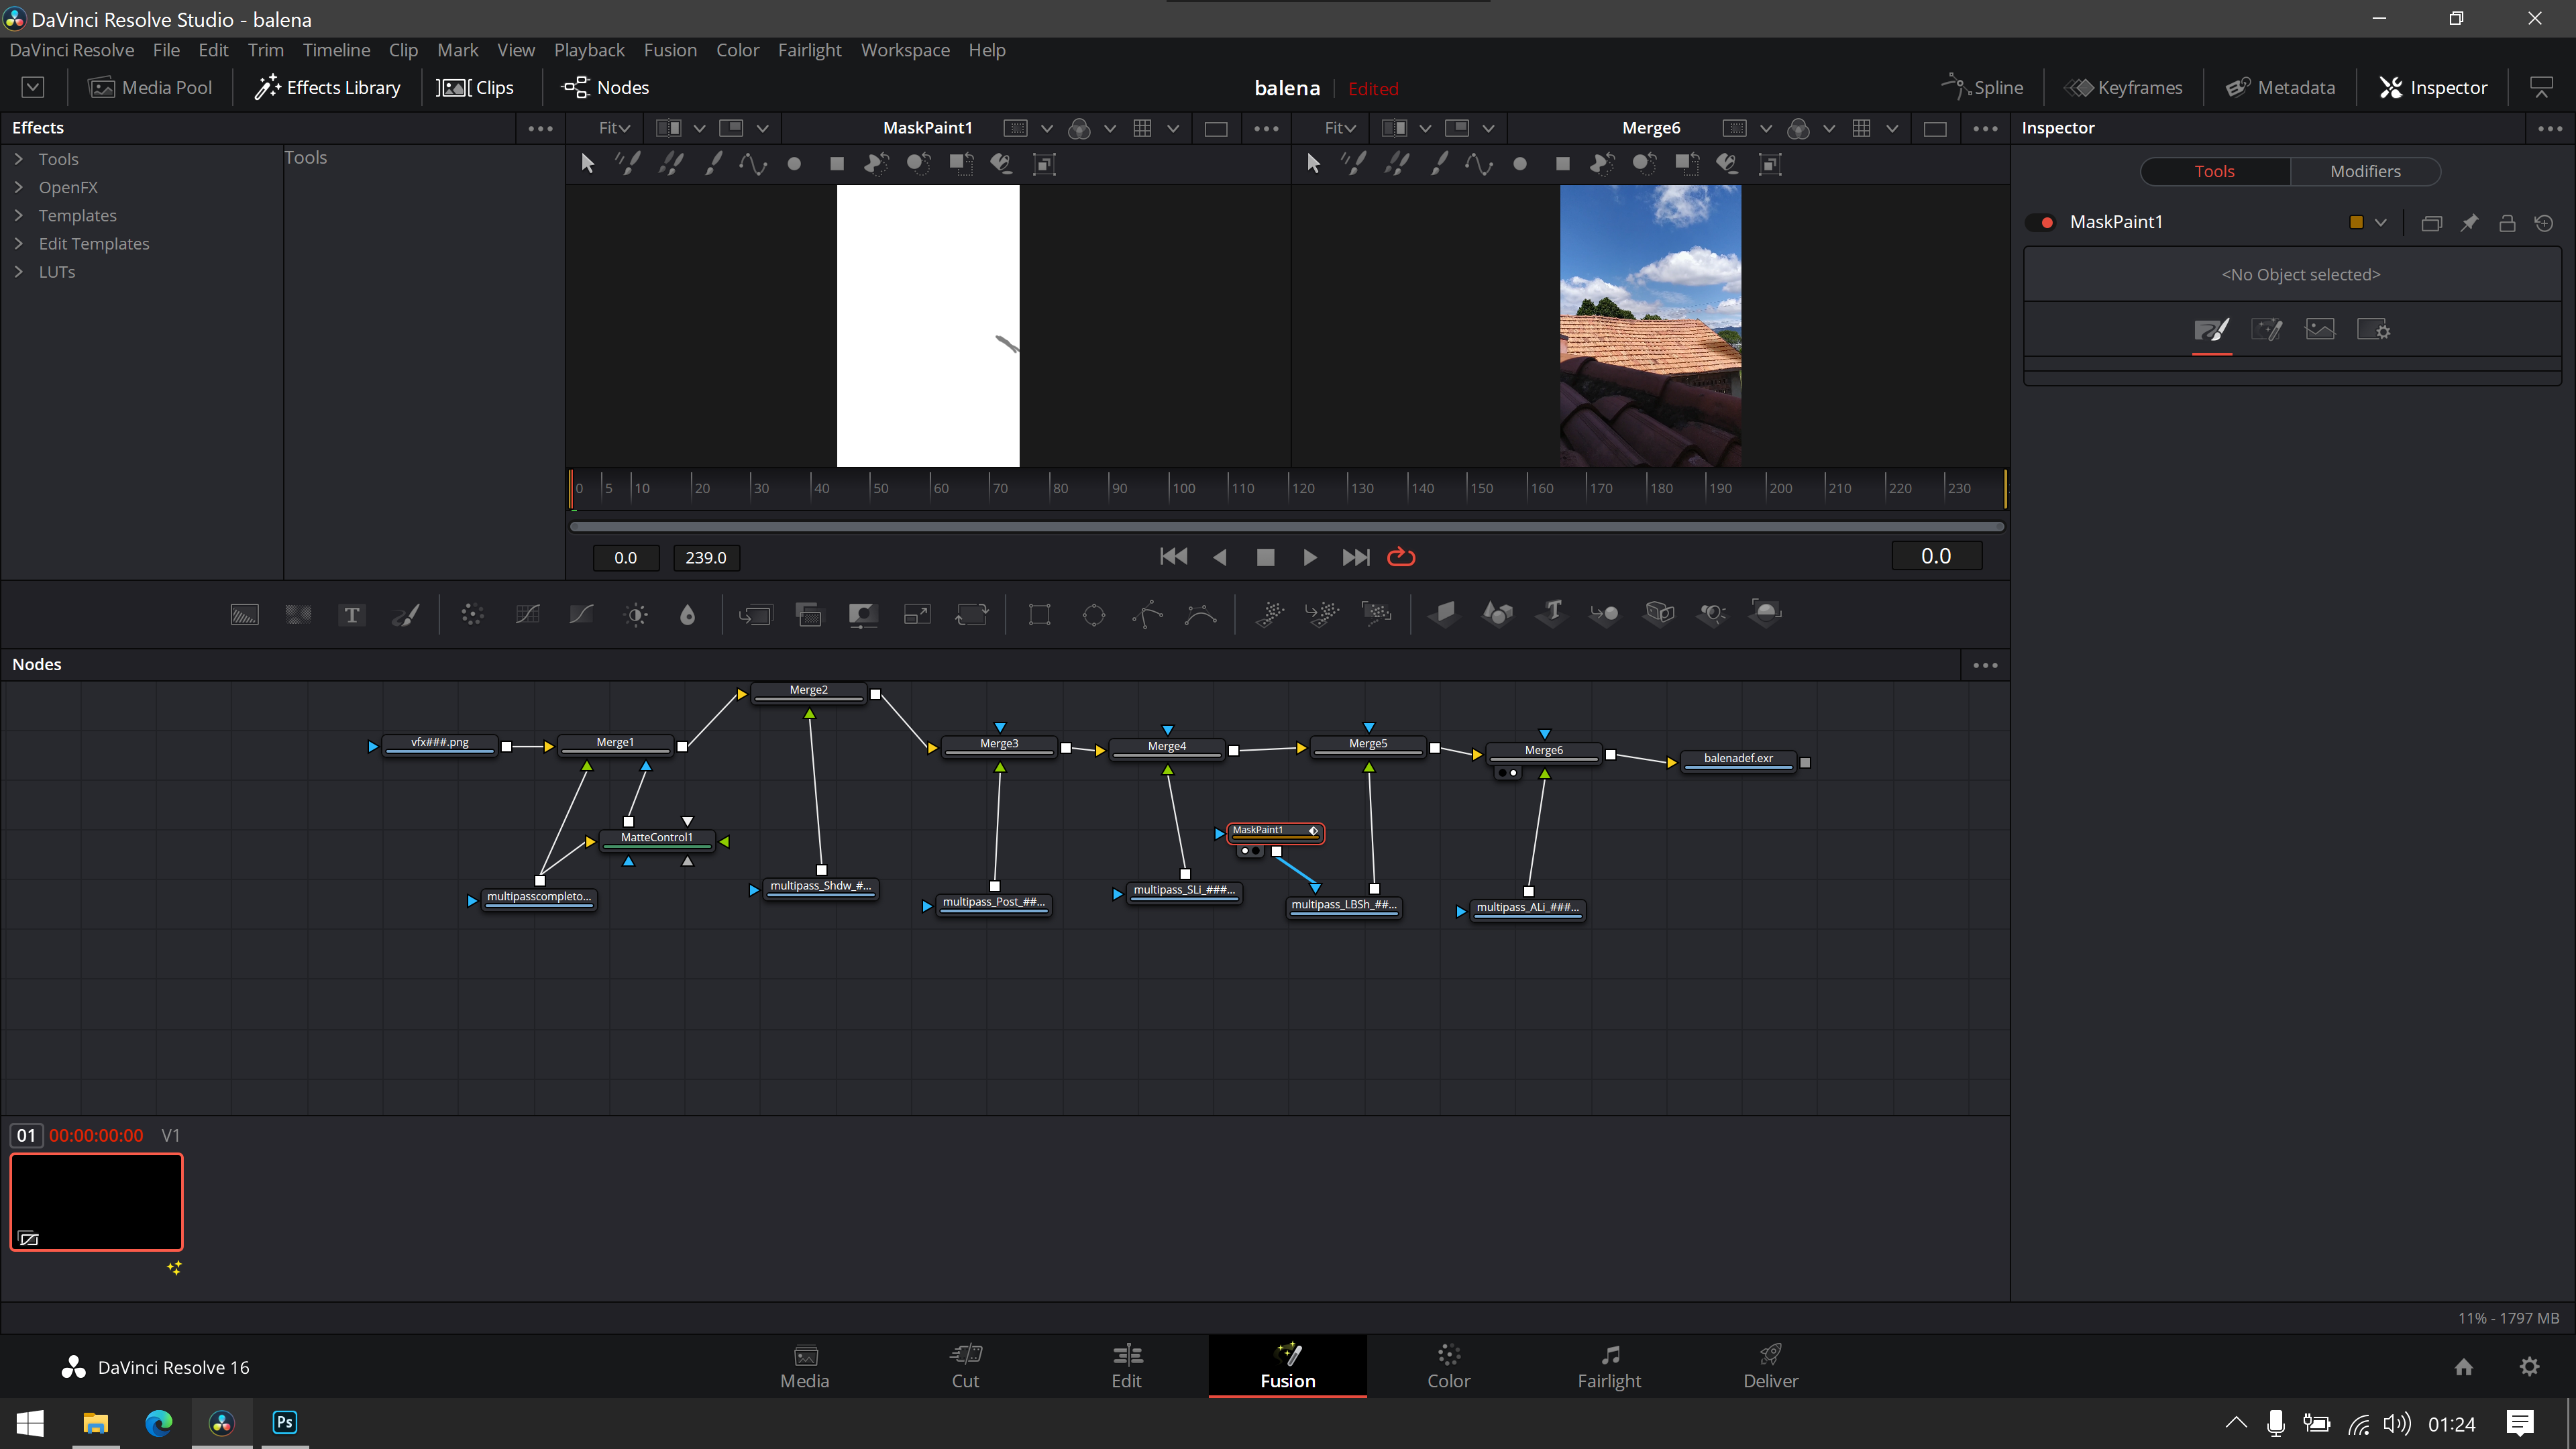 DaVinci Resolve Studio - balena
DaVinci Resolve File Edit Trim Timeline Clip Mark View Playback Fusion Color Fairlight Workspace Help
Media Pool Effects Library Clips Nodes balena Edited Spline Keyframes Metadata Inspector
Effects Fit MaskPaint1 Fit Merge6 Inspector
Tools Tools
OpenFX
Templates
Edit Templates
LUTs
Tools Modifiers
MaskPaint1
<No Object selected>
0 5 10 20 30 40 50 60 70 80 90 100 110 120 130 140 150 160 170 180 190 200 210 220 230
0.0 239.0 0.0
T T
Nodes
Merge2
vfx###.png Merge1 Merge3 Merge4 Merge5 Merge6 balenadef.exr
MatteControl1 MaskPaint1
multipasscompleto... multipass_Shdw_#... multipass_Post_##... multipass_SLi_###... multipass_LBSh_##... multipass_ALi_###...
01 00:00:00:00 V1
11% - 1797 MB
DaVinci Resolve 16 Media Cut Edit Fusion Color Fairlight Deliver
Ps 01:24